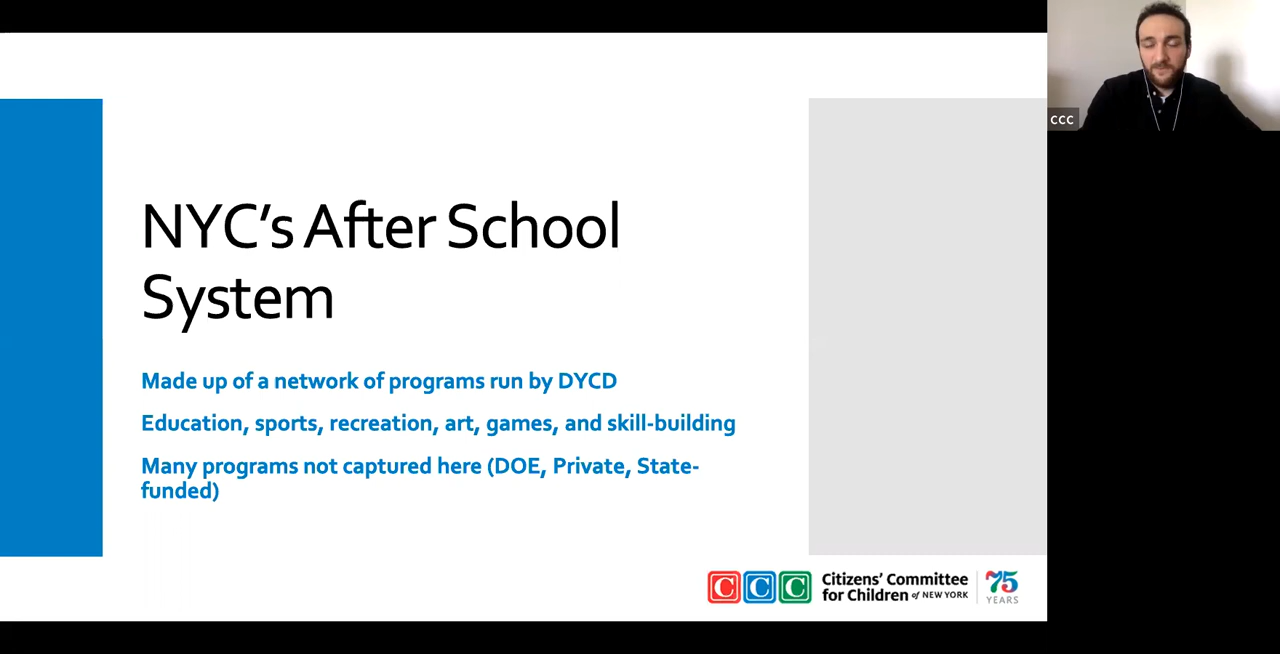 NYC's After School
System
Made up of a network of programs run by DYCD
Education, sports, recreation, art, games, and skill-building
Many programs not captured here (DOE, Private, State-
funded)
CCC
Citizens' Committee
for Children of NEW YORK
75
YEARS
ccc